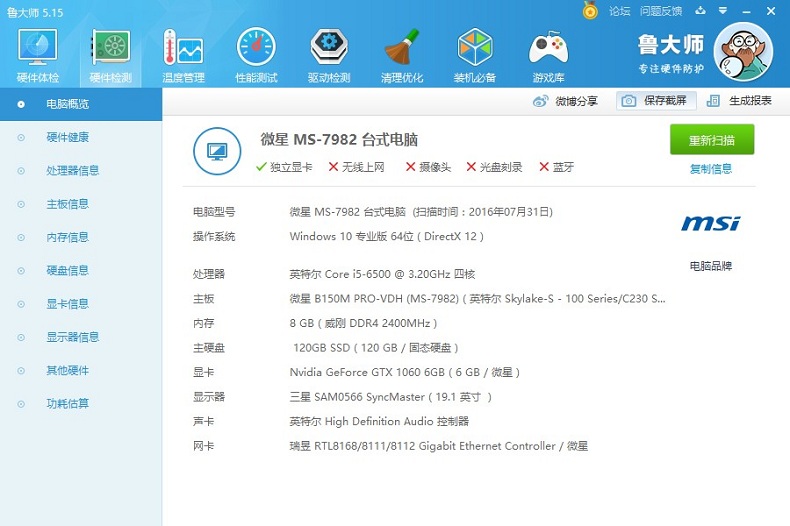 鲁大师 5.15
论坛 问题反馈
硬件体检 硬件检测 温度管理 性能测试 驱动检测 清理优化 装机必备 游戏库
鲁大师
专注硬件防护
电脑概览
硬件健康
处理器信息
主板信息
内存信息
硬盘信息
显卡信息
显示器信息
其他硬件
功耗估算
微博分享 保存截屏 生成报表
微星 MS-7982 台式电脑
独立显卡 无线上网 摄像头 光盘刻录 蓝牙
重新扫描
复制信息
电脑型号 微星 MS-7982 台式电脑 (扫描时间：2016年07月31日)
操作系统 Windows 10 专业版 64位 ( DirectX 12 )
msi
电脑品牌
处理器 英特尔 Core i5-6500 @ 3.20GHz 四核
主板 微星 B150M PRO-VDH (MS-7982) ( 英特尔 Skylake-S - 100 Series/C230 S...
内存 8 GB ( 威刚 DDR4 2400MHz )
主硬盘 120GB SSD ( 120 GB / 固态硬盘 )
显卡 Nvidia GeForce GTX 1060 6GB ( 6 GB / 微星 )
显示器 三星 SAM0566 SyncMaster ( 19.1 英寸 )
声卡 英特尔 High Definition Audio 控制器
网卡 瑞昱 RTL8168/8111/8112 Gigabit Ethernet Controller / 微星